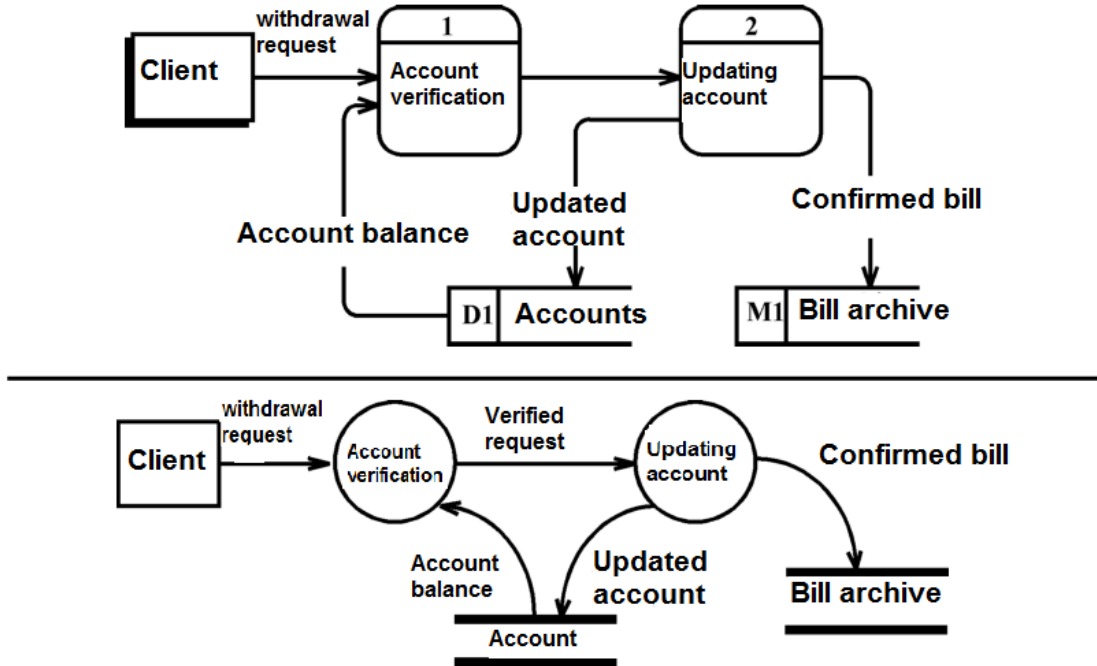 withdrawal
request
1
2
Client
Account
verification
Updating
account
Account balance
Updated
account
Confirmed bill
D1
Accounts
M1
Bill archive
withdrawal
request
Verified
request
Client
Account
verification
Updating
account
Confirmed bill
Account
balance
Updated
account
Bill archive
Account